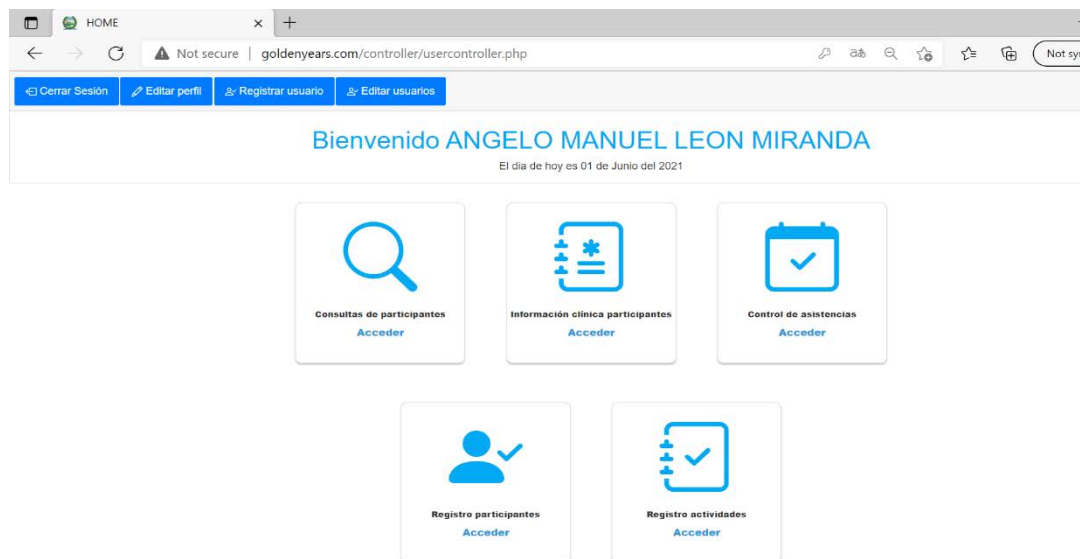 HOME
Not secure | goldenyears.com/controller/usercontroller.php
Cerrar Sesión Editar perfil Registrar usuario Editar usuarios
Bienvenido ANGELO MANUEL LEON MIRANDA
El dia de hoy es 01 de Junio del 2021
Consultas de participantes Información clínica participantes Control de asistencias
Acceder Acceder Acceder
Registro participantes Registro actividades
Acceder Acceder